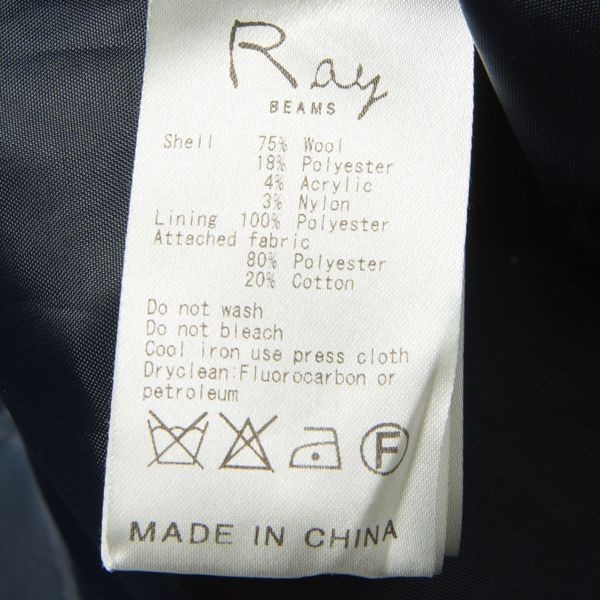 Ray
BEAMS
Shell 75% Wool
18% Polyester
4% Acrylic
3% Nylon
Lining 100% Polyester
Attached fabric
80% Polyester
20% Cotton
Do not wash
Do not bleach
Cool iron use press cloth
Dryclean:Fluorocarbon or
petroleum
F
MADE IN CHINA